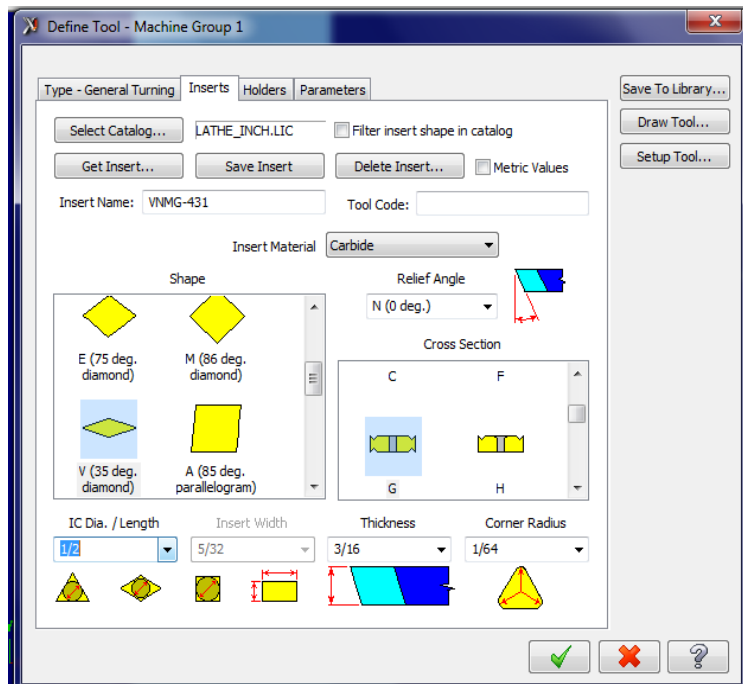 Define Tool - Machine Group 1
Type - General Turning Inserts Holders Parameters
Save To Library...
Select Catalog... LATHE_INCH.LIC Filter insert shape in catalog
Draw Tool...
Get Insert... Save Insert Delete Insert... Metric Values
Setup Tool...
Insert Name: VNMG-431 Tool Code:
Insert Material Carbide
Shape Relief Angle
N (0 deg.)
Cross Section
E (75 deg. diamond) M (86 deg. diamond)
C F
V (35 deg. diamond) A (85 deg. parallelogram)
G H
IC Dia. / Length Insert Width Thickness Corner Radius
1/2 5/32 3/16 1/64